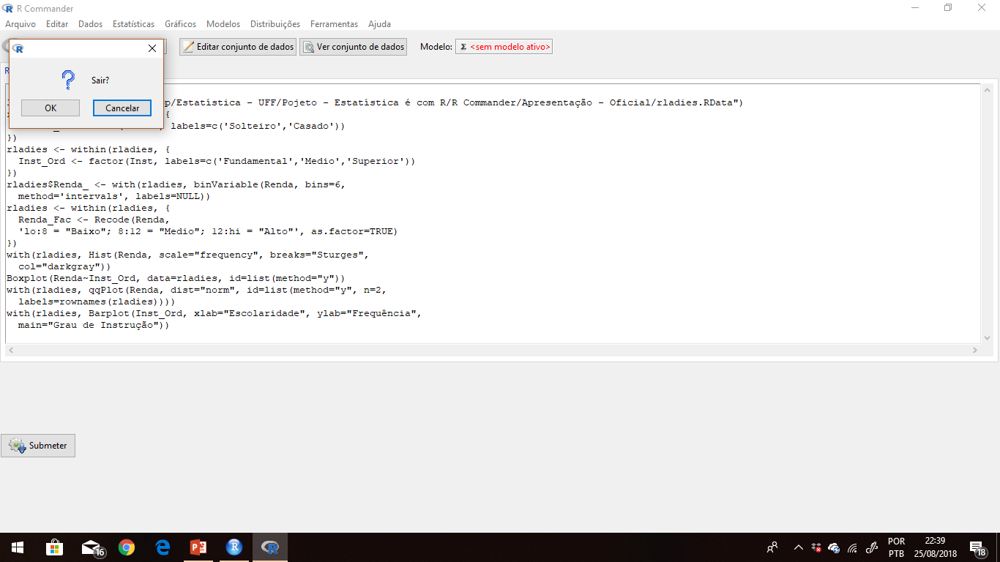 R Commander
Arquivo Editar Dados Estatísticas Gráficos Modelos Distribuições Ferramentas Ajuda
Editar conjunto de dados Ver conjunto de dados Modelo: Σ <sem modelo ativo>
Sair?
OK Cancelar
p/Estatística - UFF/Pojeto - Estatística é com R/R Commander/Apresentação - Oficial/rladies.RData")
{
labels=c('Solteiro','Casado'))
})
rladies <- within(rladies, {
  Inst_Ord <- factor(Inst, labels=c('Fundamental','Medio','Superior'))
})
rladies$Renda_ <- with(rladies, binVariable(Renda, bins=6,
  method='intervals', labels=NULL))
rladies <- within(rladies, {
  Renda_Fac <- Recode(Renda,
  'lo:8 = "Baixo"; 8:12 = "Medio"; 12:hi = "Alto"', as.factor=TRUE)
})
with(rladies, Hist(Renda, scale="frequency", breaks="Sturges",
  col="darkgray"))
Boxplot(Renda~Inst_Ord, data=rladies, id=list(method="y"))
with(rladies, qqPlot(Renda, dist="norm", id=list(method="y", n=2,
  labels=rownames(rladies))))
with(rladies, Barplot(Inst_Ord, xlab="Escolaridade", ylab="Frequência",
  main="Grau de Instrução"))
Submeter
16
POR
PTB
22:39
25/08/2018
18